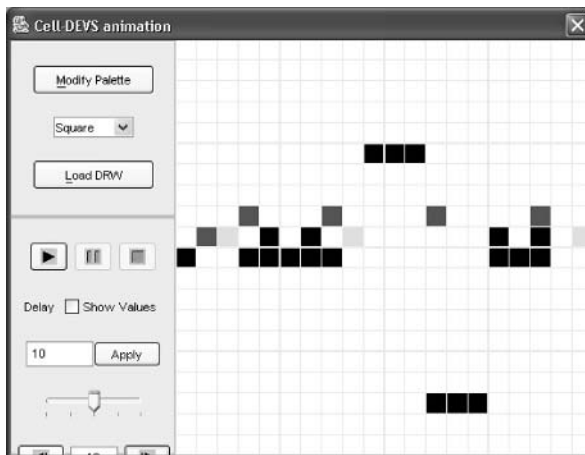 Cell-DEVS animation
Modify Palette
Square
Load DRW
Delay Show Values
10 Apply